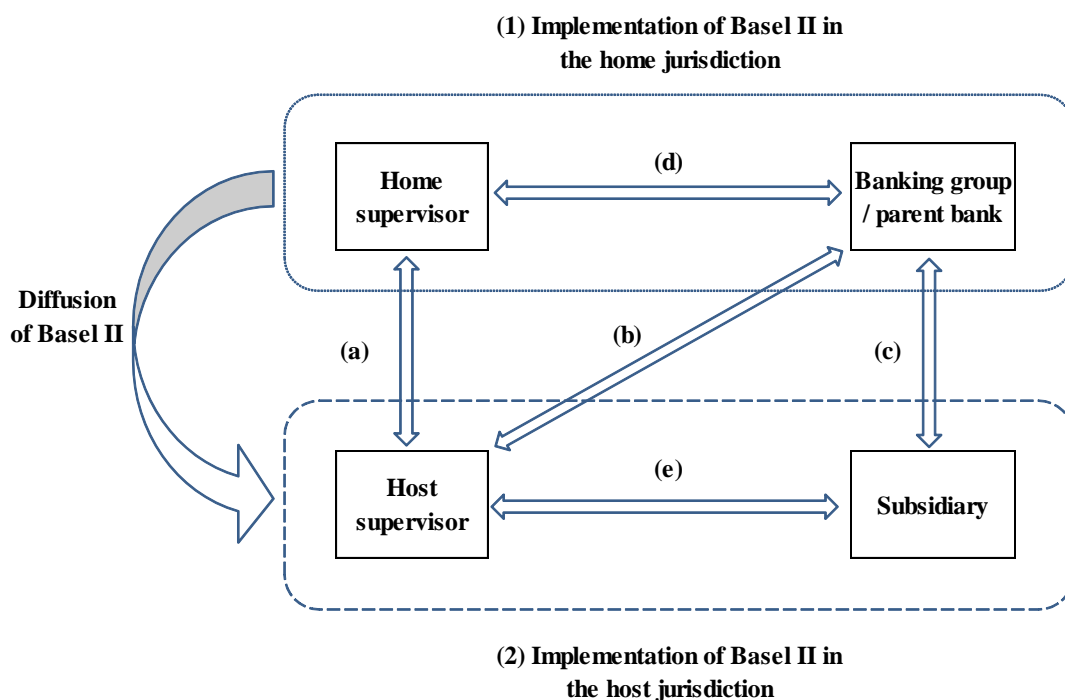 (1) Implementation of Basel II in
the home jurisdiction
(d)
Home
supervisor
Banking group
/ parent bank
Diffusion
of Basel II
(a)
(b)
(c)
(e)
Host
supervisor
Subsidiary
(2) Implementation of Basel II in
the host jurisdiction